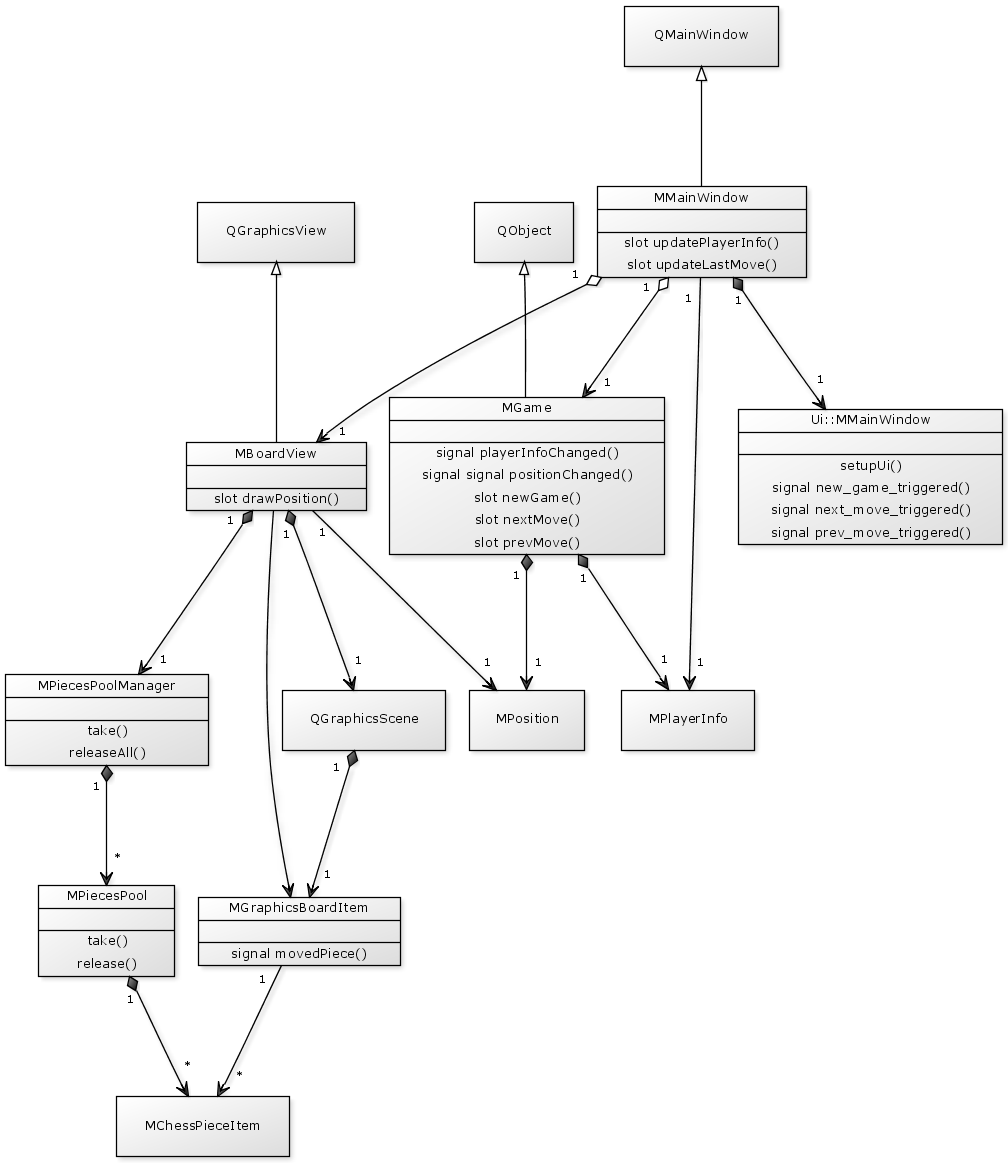 QMainWindow
MMainWindow
slot updatePlayerInfo()
slot updateLastMove()
QGraphicsView
QObject
1
1
1
1
MGame
signal playerInfoChanged()
signal signal positionChanged()
slot newGame()
slot nextMove()
slot prevMove()
1
1
Ui::MMainWindow
setupUi()
signal new_game_triggered()
signal next_move_triggered()
signal prev_move_triggered()
1
MBoardView
slot drawPosition()
1
1
1
1
1
1
1
1
1
1
1
MPiecesPoolManager
take()
releaseAll()
QGraphicsScene
MPosition
MPlayerInfo
1
1
*
1
MPiecesPool
take()
release()
MGraphicsBoardItem
signal movedPiece()
1
1
*
*
MChessPieceItem